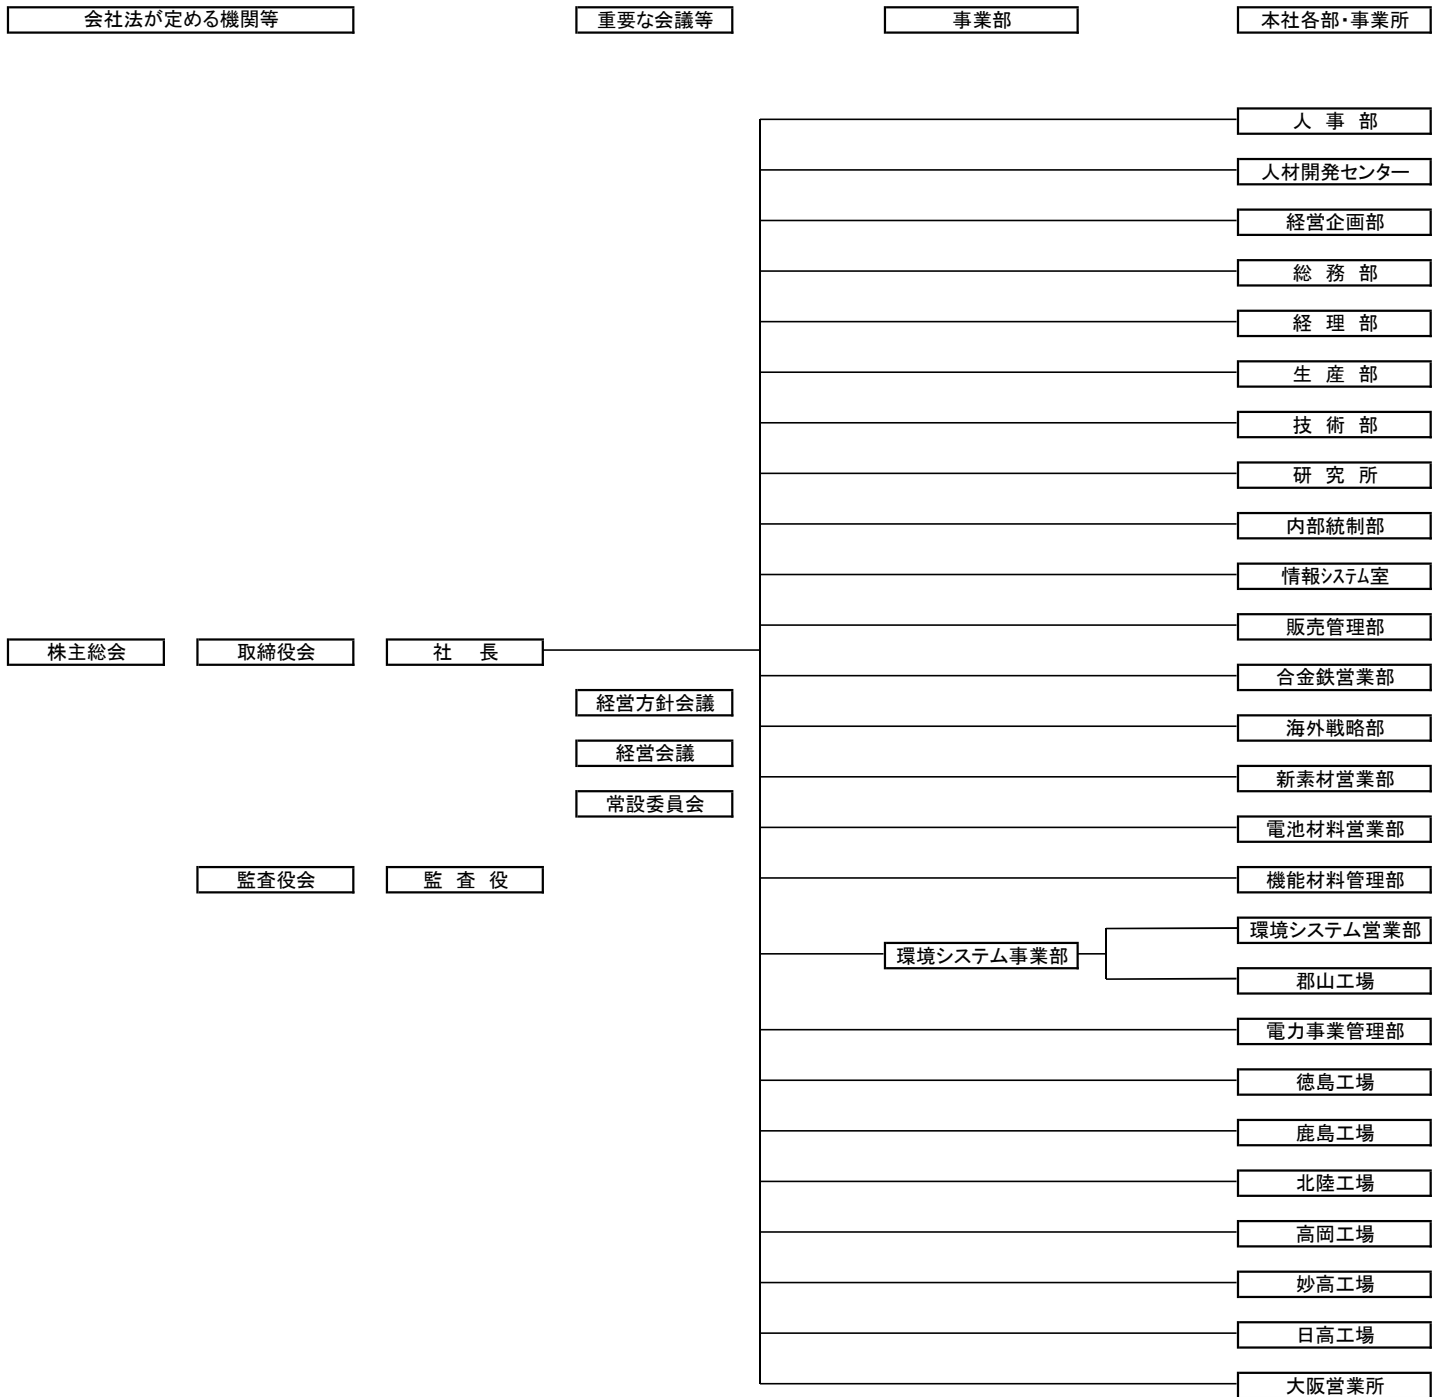 会社法が定める機関等
重要な会議等
事業部
本社各部・事業所
人 事 部
人材開発センター
経営企画部
総 務 部
経 理 部
生 産 部
技 術 部
研 究 所
内部統制部
情報ｼｽﾃﾑ室
販売管理部
株主総会
取締役会
社 長
合金鉄営業部
経営方針会議
海外戦略部
経営会議
新素材営業部
常設委員会
電池材料営業部
監査役会
監 査 役
機能材料管理部
環境システム営業部
環境システム事業部
郡山工場
電力事業管理部
徳島工場
鹿島工場
北陸工場
高岡工場
妙高工場
日高工場
大阪営業所